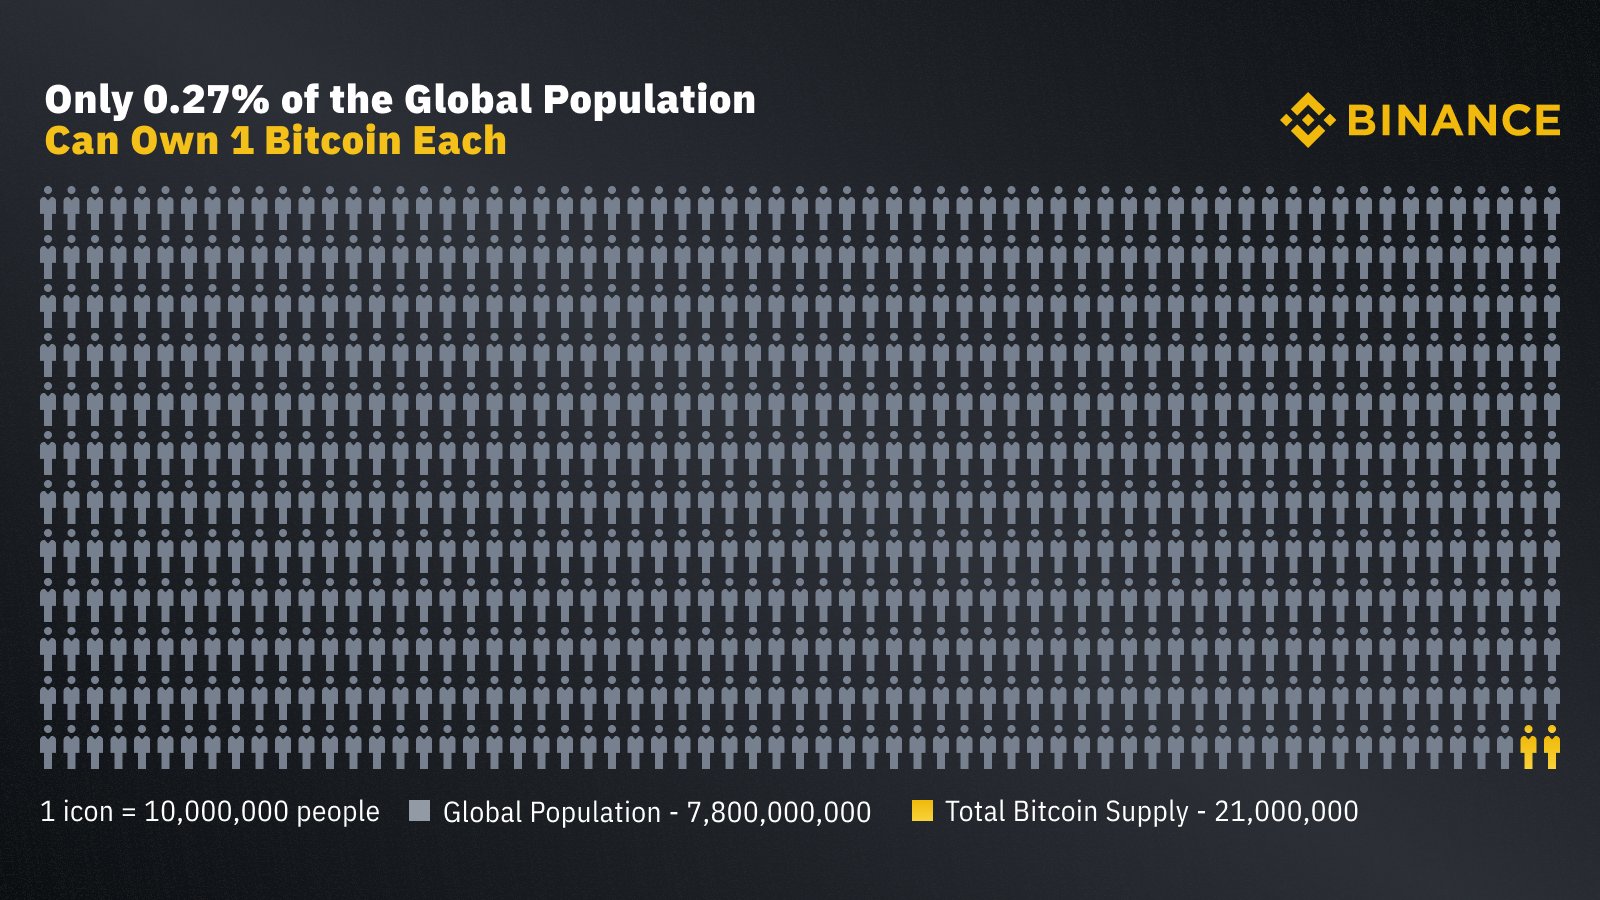 Only 0.27% of the Global Population
Can Own 1 Bitcoin Each
BINANCE
1 icon = 10,000,000 people
Global Population - 7,800,000,000
Total Bitcoin Supply - 21,000,000